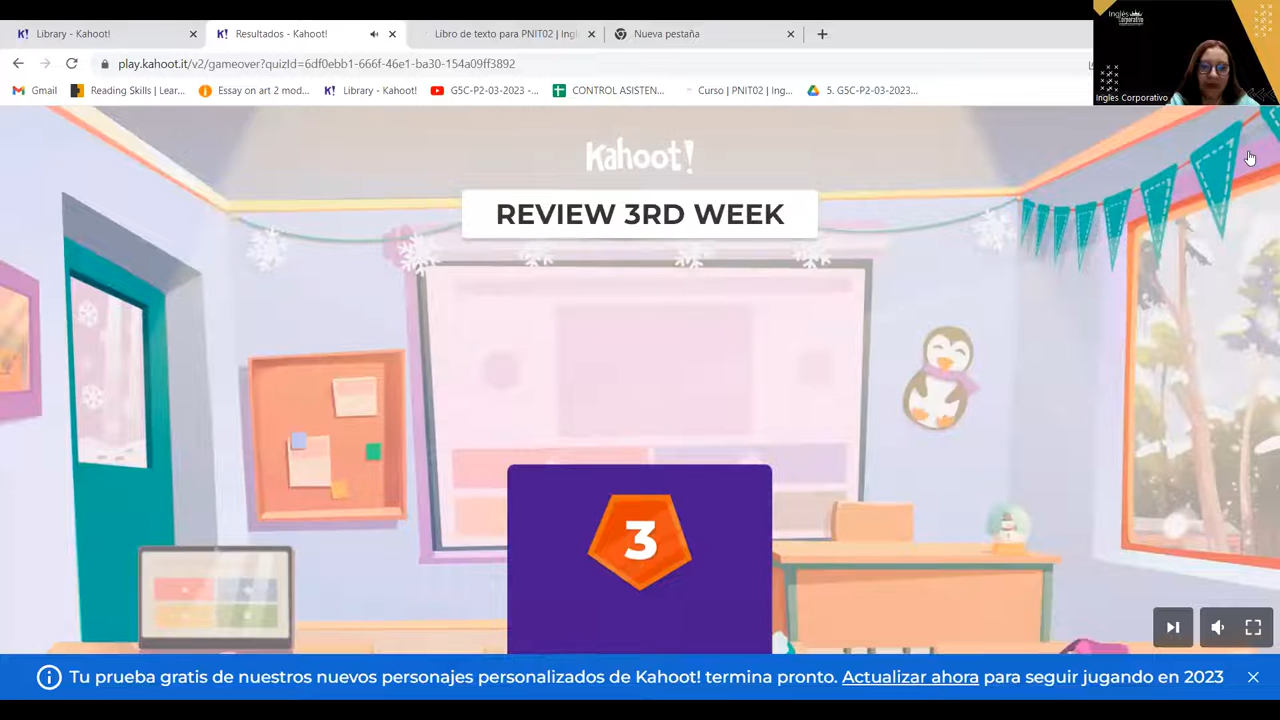 Library - Kahoot!
Resultados - Kahoot!
Libro de texto para PNIT02 | Ingl
Nueva pestaña
play.kahoot.it/v2/gameover?quizId=6df0ebb1-666f-46e1-ba30-154a09ff3892
Gmail
Reading Skills | Lear...
Essay on art 2 mod...
Library - Kahoot!
G5C-P2-03-2023 -...
CONTROL ASISTEN...
Curso | PNIT02 | Ing...
5. G5C-P2-03-2023...
Inglés
Corporativo
Ingles Corporativo
Kahoot!
REVIEW 3RD WEEK
3
Tu prueba gratis de nuestros nuevos personajes personalizados de Kahoot! termina pronto. Actualizar ahora para seguir jugando en 2023